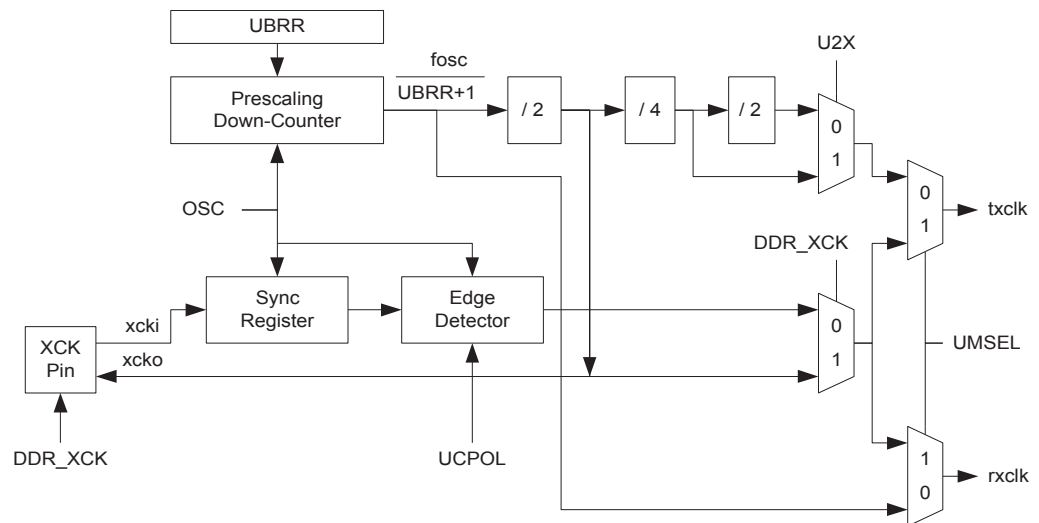 UBRR
U2X
fosc
UBRR+1
Prescaling
Down-Counter
/ 2
/ 4
/ 2
0
1
OSC
0
1
txclk
DDR_XCK
Sync
Register
Edge
Detector
xcki
0
1
UMSEL
XCK
Pin
xcko
DDR_XCK
UCPOL
1
0
rxclk